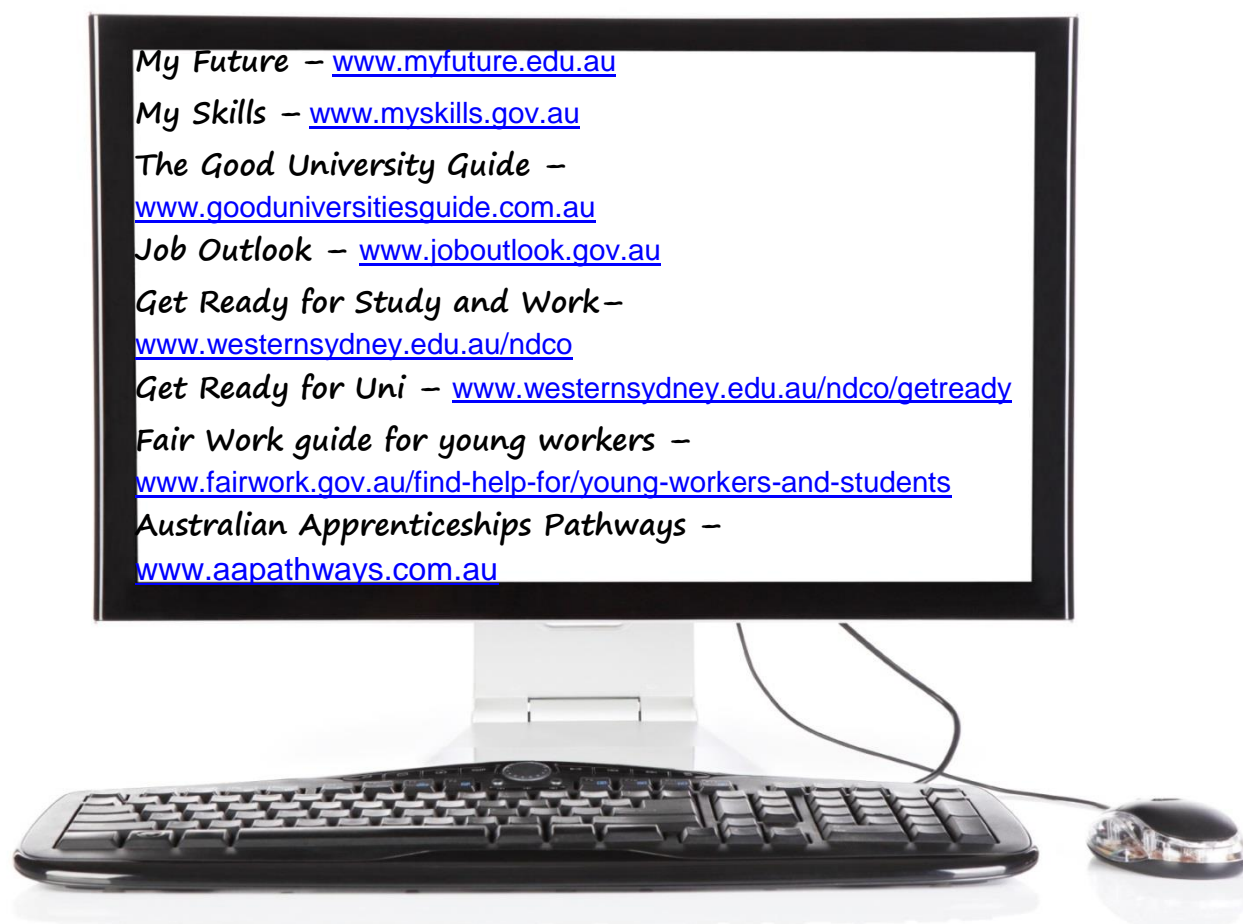 My Future – www.myfuture.edu.au
My Skills – www.myskills.gov.au
The Good University Guide –
www.gooduniversitiesguide.com.au
Job Outlook – www.joboutlook.gov.au
Get Ready for Study and Work–
www.westernsydney.edu.au/ndco
Get Ready for Uni – www.westernsydney.edu.au/ndco/getready
Fair Work guide for young workers –
www.fairwork.gov.au/find-help-for/young-workers-and-students
Australian Apprenticeships Pathways –
www.aapathways.com.au